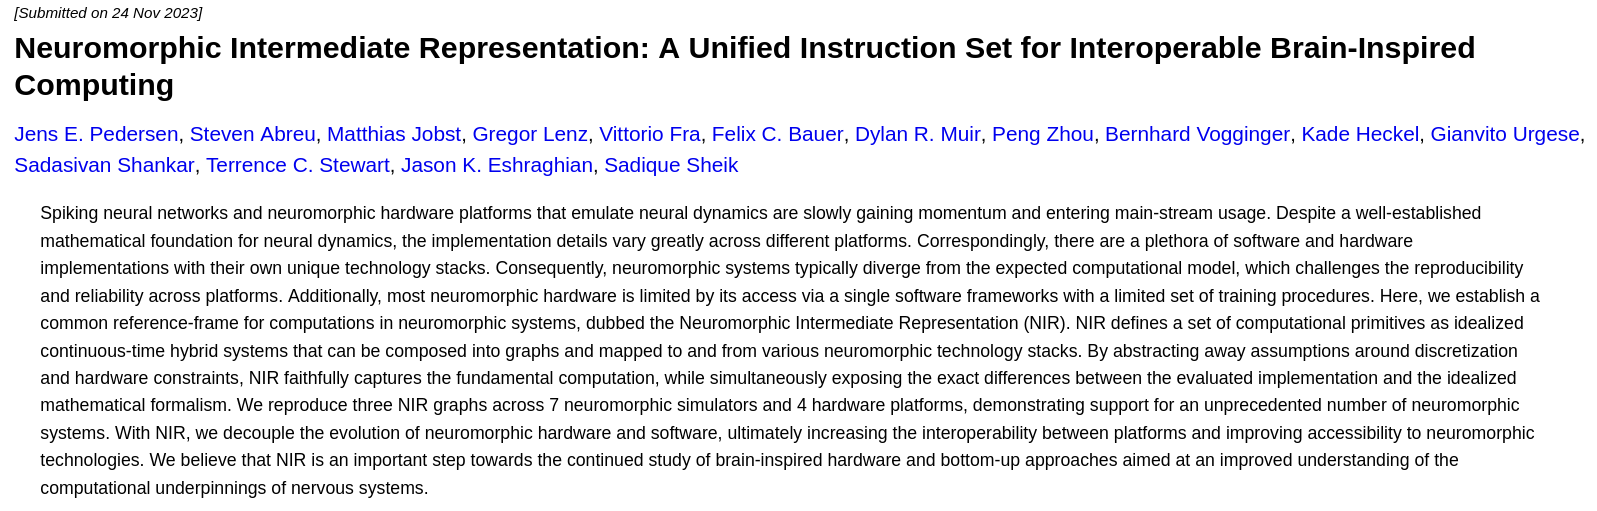 [Submitted on 24 Nov 2023]
Neuromorphic Intermediate Representation: A Unified Instruction Set for Interoperable Brain-Inspired
Computing
Jens E. Pedersen, Steven Abreu, Matthias Jobst, Gregor Lenz, Vittorio Fra, Felix C. Bauer, Dylan R. Muir, Peng Zhou, Bernhard Vogginger, Kade Heckel, Gianvito Urgese,
Sadasivan Shankar, Terrence C. Stewart, Jason K. Eshraghian, Sadique Sheik
Spiking neural networks and neuromorphic hardware platforms that emulate neural dynamics are slowly gaining momentum and entering main-stream usage. Despite a well-established
mathematical foundation for neural dynamics, the implementation details vary greatly across different platforms. Correspondingly, there are a plethora of software and hardware
implementations with their own unique technology stacks. Consequently, neuromorphic systems typically diverge from the expected computational model, which challenges the reproducibility
and reliability across platforms. Additionally, most neuromorphic hardware is limited by its access via a single software frameworks with a limited set of training procedures. Here, we establish a
common reference-frame for computations in neuromorphic systems, dubbed the Neuromorphic Intermediate Representation (NIR). NIR defines a set of computational primitives as idealized
continuous-time hybrid systems that can be composed into graphs and mapped to and from various neuromorphic technology stacks. By abstracting away assumptions around discretization
and hardware constraints, NIR faithfully captures the fundamental computation, while simultaneously exposing the exact differences between the evaluated implementation and the idealized
mathematical formalism. We reproduce three NIR graphs across 7 neuromorphic simulators and 4 hardware platforms, demonstrating support for an unprecedented number of neuromorphic
systems. With NIR, we decouple the evolution of neuromorphic hardware and software, ultimately increasing the interoperability between platforms and improving accessibility to neuromorphic
technologies. We believe that NIR is an important step towards the continued study of brain-inspired hardware and bottom-up approaches aimed at an improved understanding of the
computational underpinnings of nervous systems.